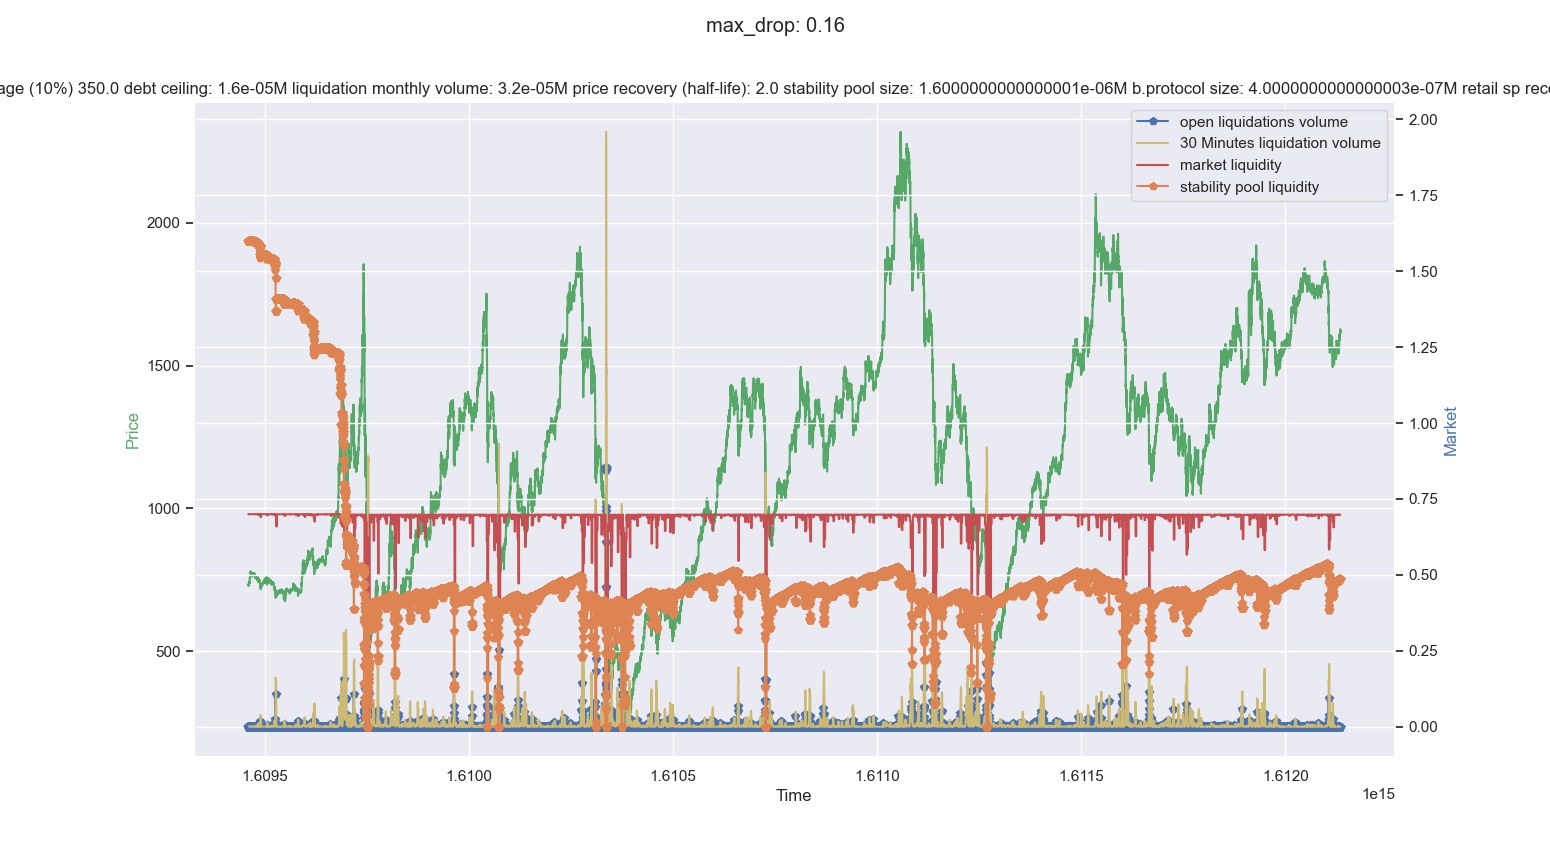 max_drop: 0.16
age (10%) 350.0 debt ceiling: 1.6e-05M liquidation monthly volume: 3.2e-05M price recovery (half-life): 2.0 stability pool size: 1.6000000000000001e-06M b.protocol size: 4.0000000000000003e-07M retail sp reco
open liquidations volume
30 Minutes liquidation volume
market liquidity
stability pool liquidity
2000
1500
1000
500
Price
2.00
1.75
1.50
1.25
1.00
0.75
0.50
0.25
0.00
Market
1.6095
1.6100
1.6105
1.6110
1.6115
1.6120
1e15
Time